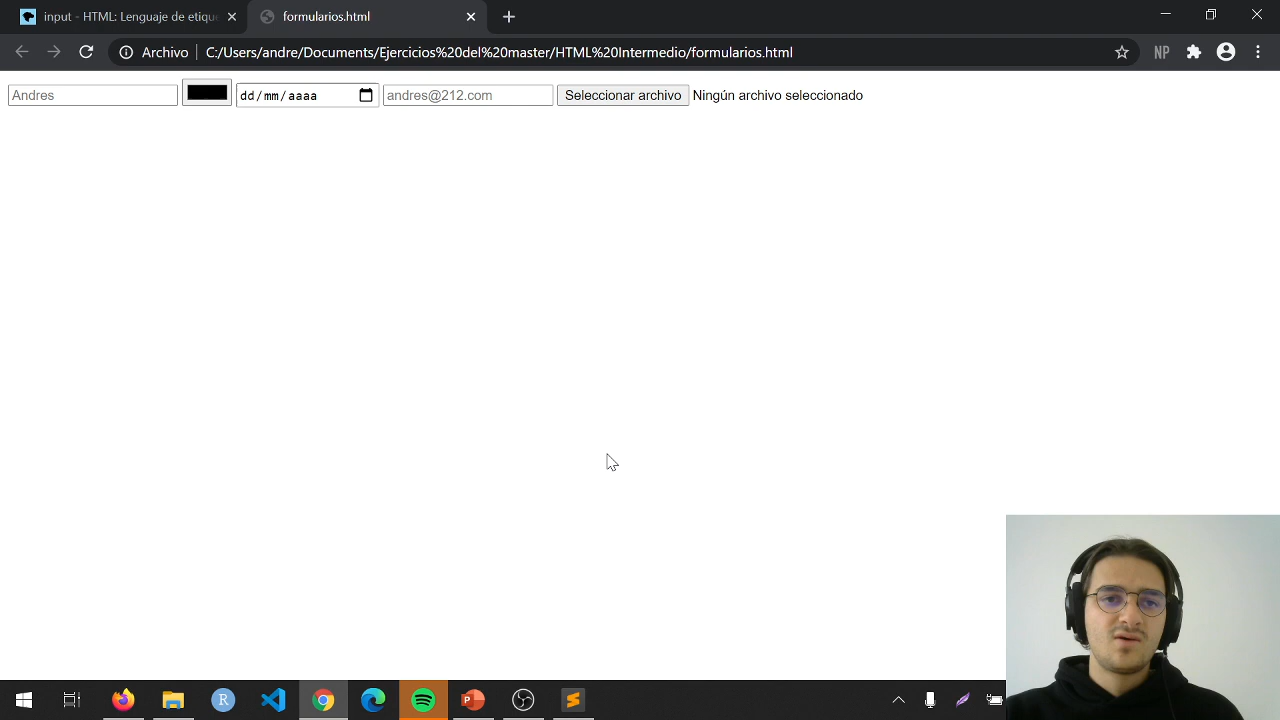 input - HTML: Lenguaje de etique
formularios.html
Archivo
C:/Users/andre/Documents/Ejercicios%20del%20master/HTML%20Intermedio/formularios.html
NP
Andres
dd/mm/aaaa
andres@212.com
Seleccionar archivo
Ningún archivo seleccionado
R
P